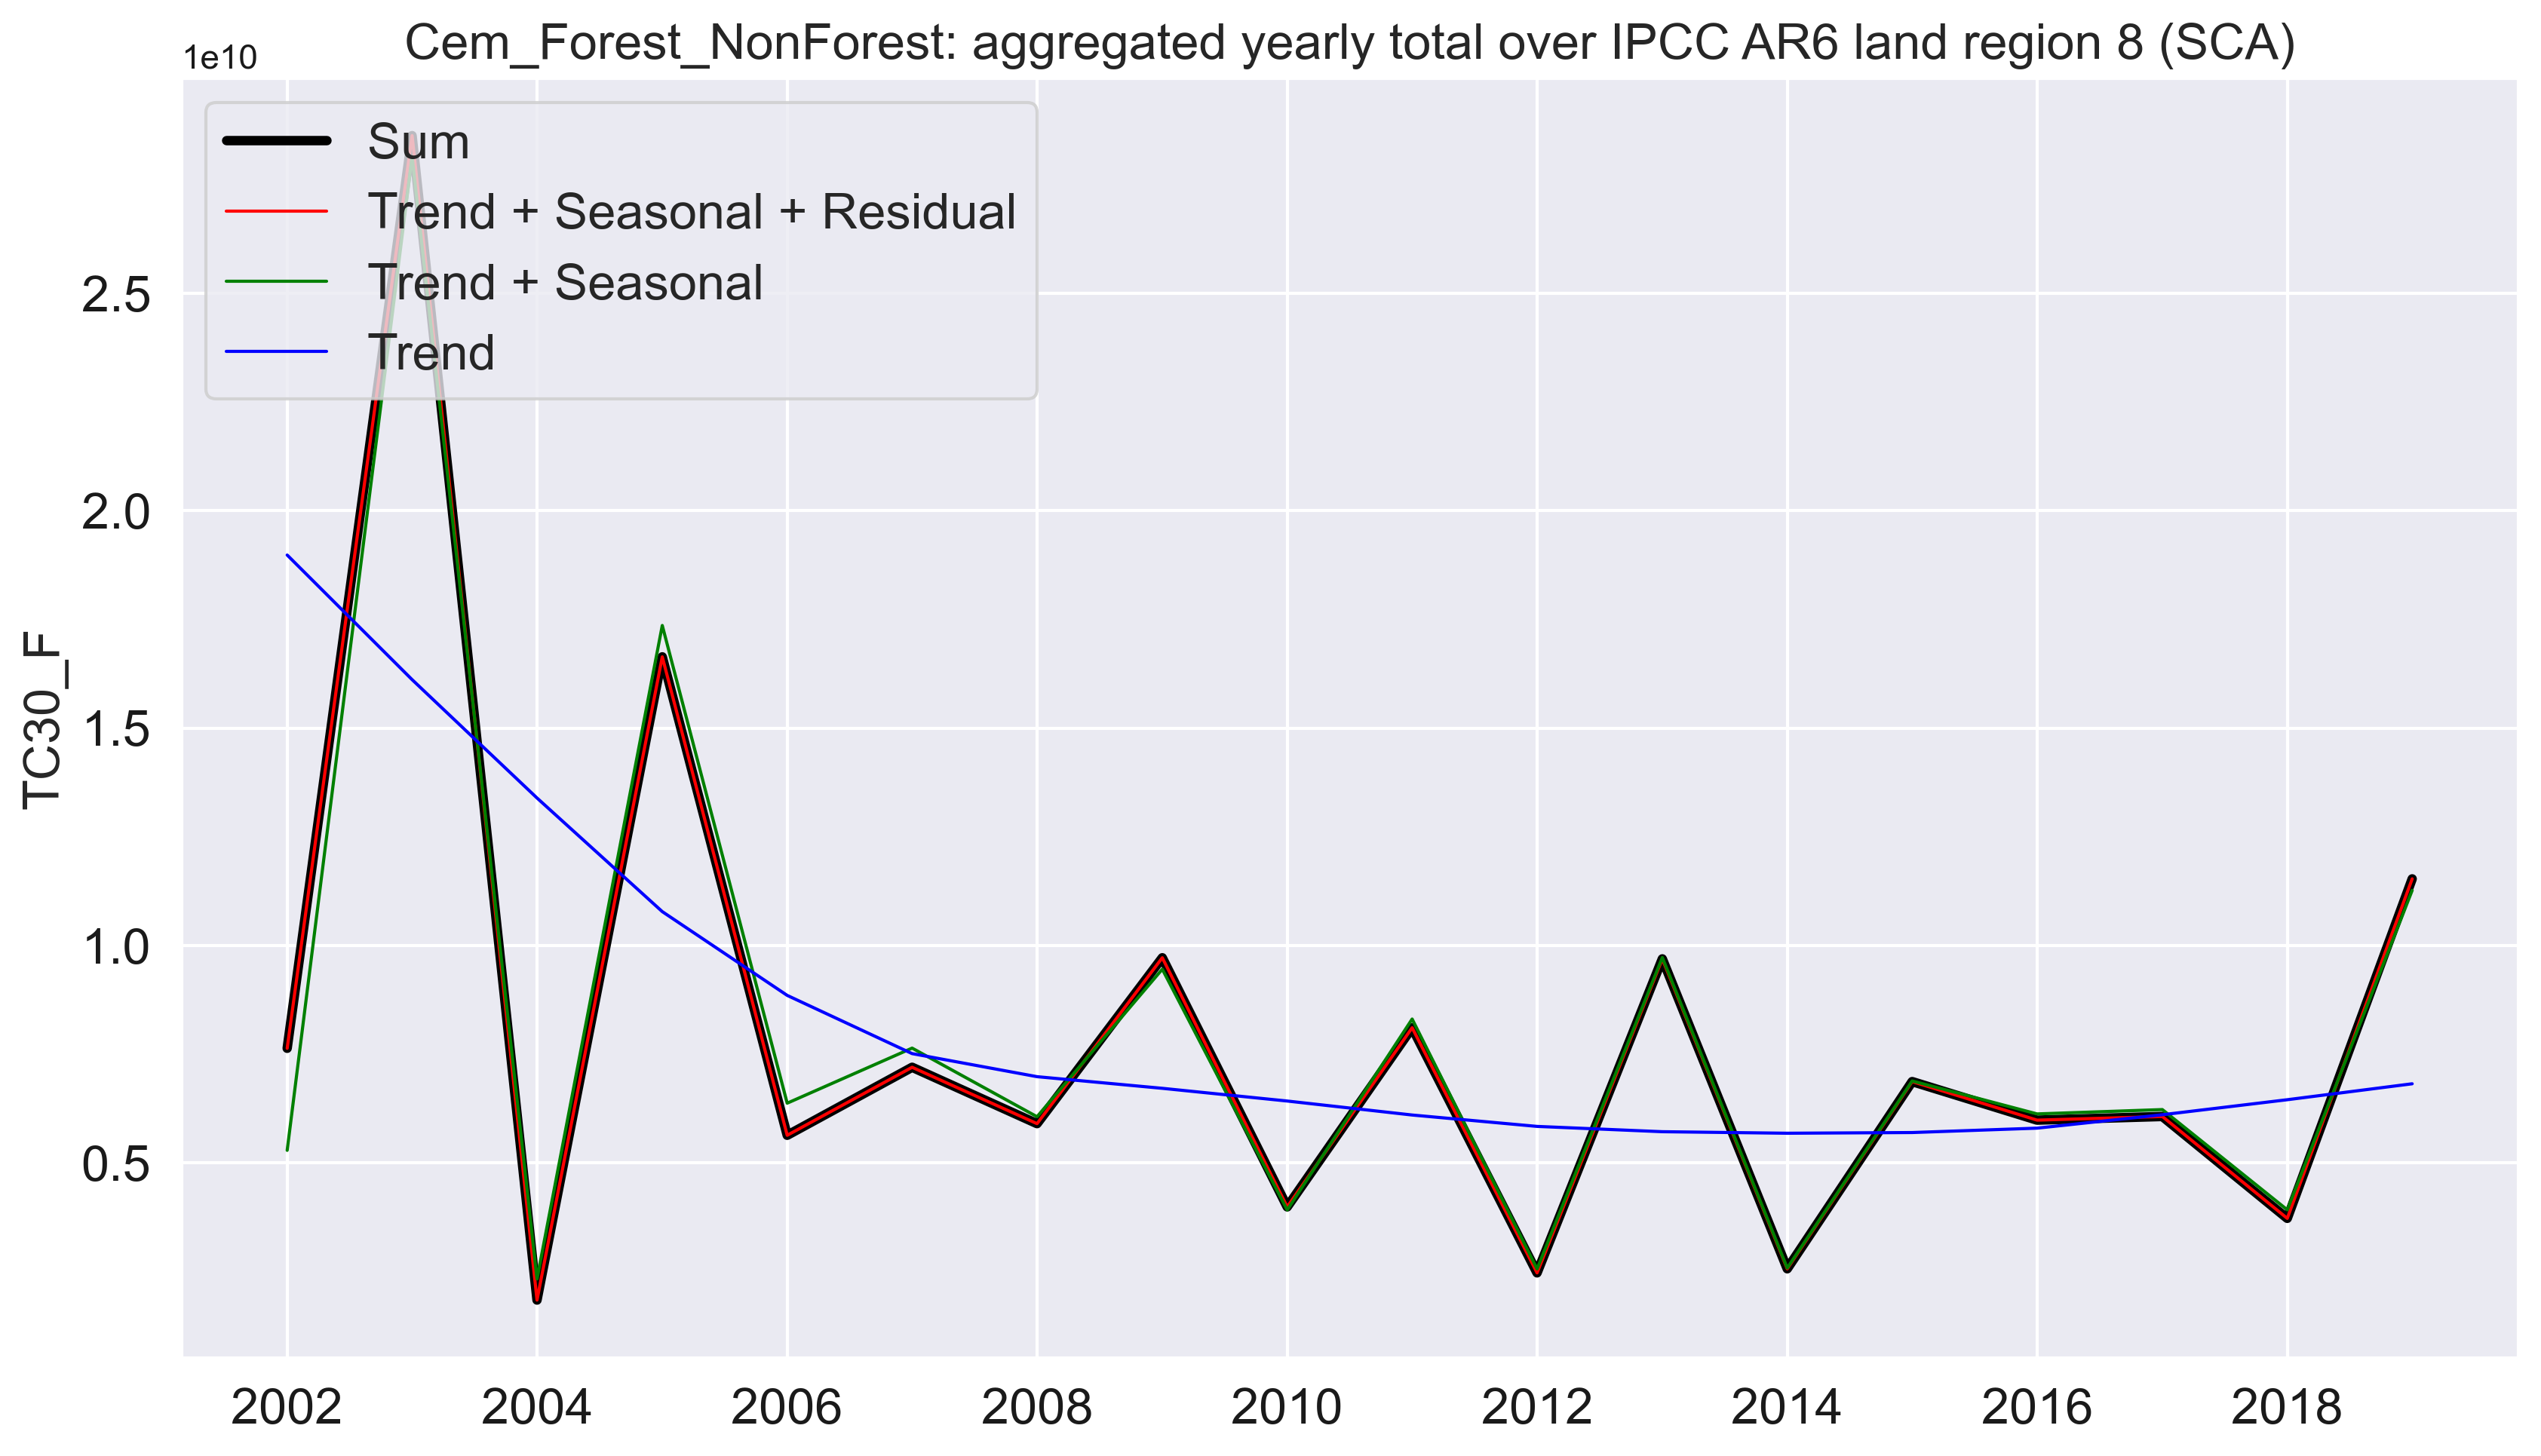 Cem_Forest_NonForest: aggregated yearly total over IPCC AR6 land region 8 (SCA)
1e10
Sum
Trend + Seasonal + Residual
Trend + Seasonal
Trend
2.5
2.0
1.5
1.0
0.5
TC30_F
2002 2004 2006 2008 2010 2012 2014 2016 2018